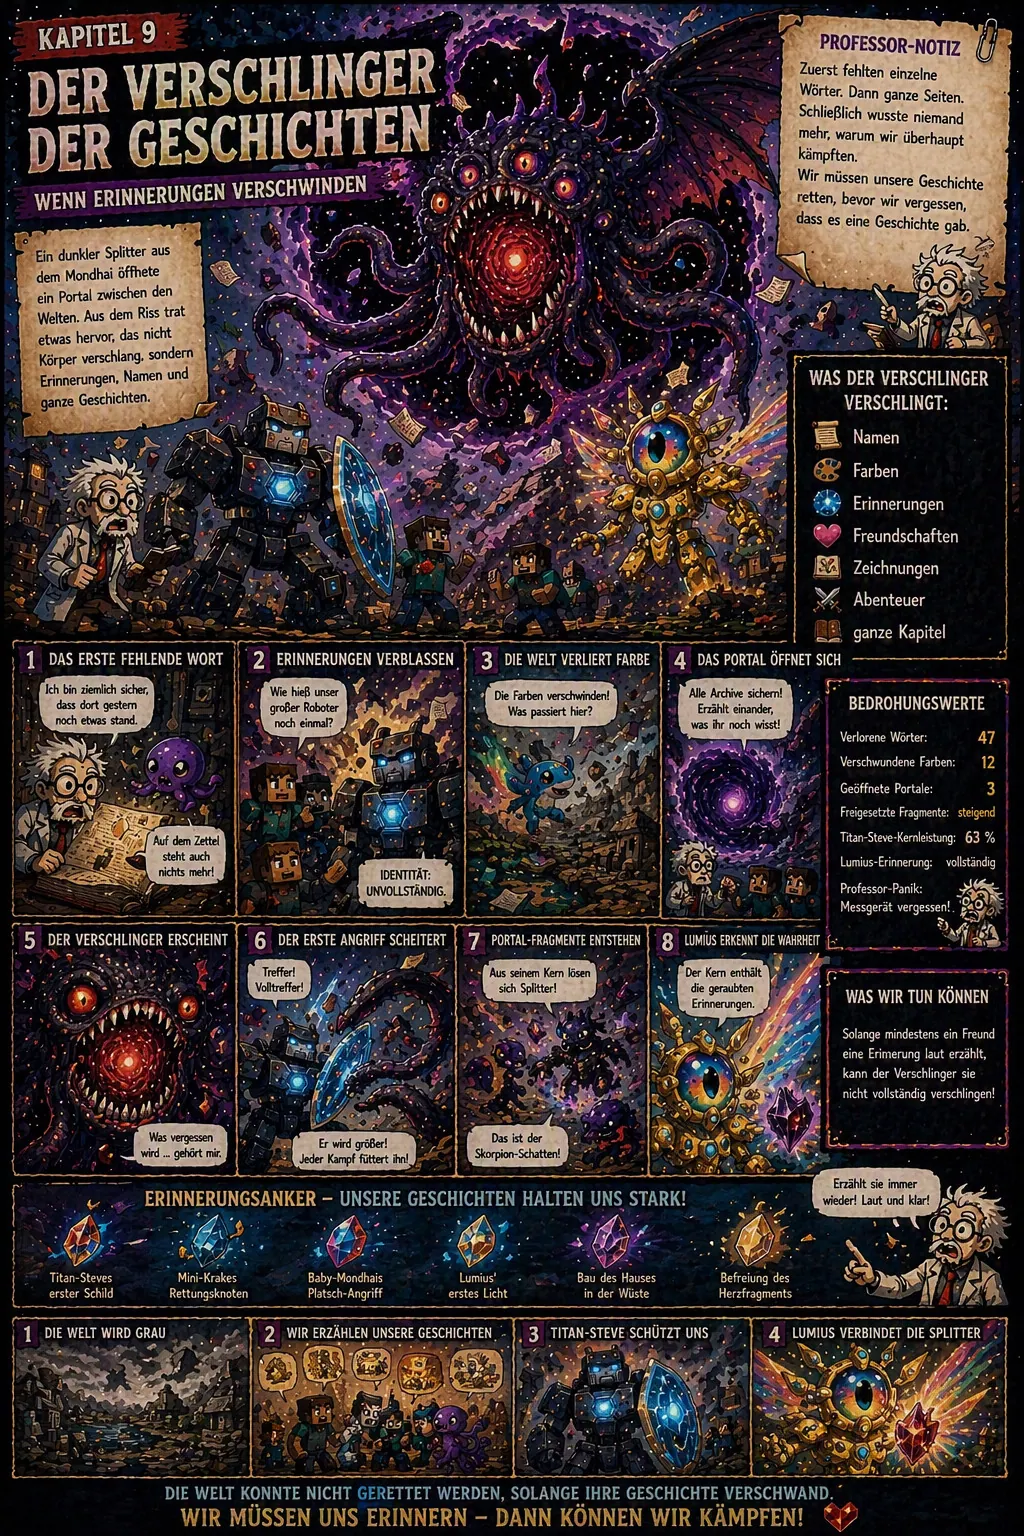 KAPITEL 9
DER VERSCHLINGER
DER GESCHICHTEN
WENN ERINNERUNGEN VERSCHWINDEN
PROFESSOR-NOTIZ
Zuerst fehlten einzelne
Wörter. Dann ganze Seiten.
Schließlich wusste niemand
mehr, warum wir überhaupt
kämpften.
Wir müssen unsere Geschichte
retten, bevor wir vergessen,
dass es eine Geschichte gab.
Ein dunkler Splitter aus
dem Mondhai öffnete
ein Portal zwischen den
Welten. Aus dem Riss trat
etwas hervor, das nicht
Körper verschlang, sondern
Erinnerungen, Namen und
ganze Geschichten.
WAS DER VERSCHLINGER
VERSCHLINGT:
Namen
Farben
Erinnerungen
Freundschaften
Zeichnungen
Abenteuer
ganze Kapitel
1 DAS ERSTE FEHLENDE WORT
Ich bin ziemlich sicher,
dass dort gestern
noch etwas stand.
Auf dem Zettel
steht auch
nichts mehr!
2 ERINNERUNGEN VERBLASSEN
Wie hieß unser
großer Roboter
noch einmal?
IDENTITÄT:
UNVOLLSTÄNDIG.
3 DIE WELT VERLIERT FARBE
Die Farben verschwinden!
Was passiert hier?
4 DAS PORTAL ÖFFNET SICH
Alle Archive sichern!
Erzählt einander,
was ihr noch wisst!
BEDROHUNGSWERTE
Verlorene Wörter: 47
Verschwundene Farben: 12
Geöffnete Portale: 3
Freigesetzte Fragmente: steigend
Titan-Steve-Kernleistung: 63 %
Lumius-Erinnerung: vollständig
Professor-Panik:
Messgerät vergessen!
5 DER VERSCHLINGER ERSCHEINT
Was vergessen
wird ... gehört mir.
6 DER ERSTE ANGRIFF SCHEITERT
Treffer!
Volltreffer!
Er wird größer!
Jeder Kampf füttert ihn!
7 PORTAL-FRAGMENTE ENTSTEHEN
Aus seinem Kern lösen
sich Splitter!
Das ist der
Skorpion-Schatten!
8 LUMIUS ERKENNT DIE WAHRHEIT
Der Kern enthält
die geraubten
Erinnerungen.
WAS WIR TUN KÖNNEN
Solange mindestens ein Freund
eine Erimerung laut erzählt,
kann der Verschlinger sie
nicht vollständig verschlingen!
ERINNERUNGSANKER – UNSERE GESCHICHTEN HALTEN UNS STARK!
Titan-Steves
erster Schild
Mini-Krakes
Rettungsknoten
Baby-Mondhais
Platsch-Angriff
Lumius'
erstes Licht
Bau des Hauses
in der Wüste
Befreiung des
Herzfragments
Erzählt sie immer
wieder! Laut und klar!
1 DIE WELT WIRD GRAU
2 WIR ERZÄHLEN UNSERE GESCHICHTEN
3 TITAN-STEVE SCHÜTZT UNS
4 LUMIUS VERBINDET DIE SPLITTER
DIE WELT KONNTE NICHT GERETTET WERDEN, SOLANGE IHRE GESCHICHTE VERSCHWAND.
WIR MÜSSEN UNS ERINNERN – DANN KÖNNEN WIR KÄMPFEN!